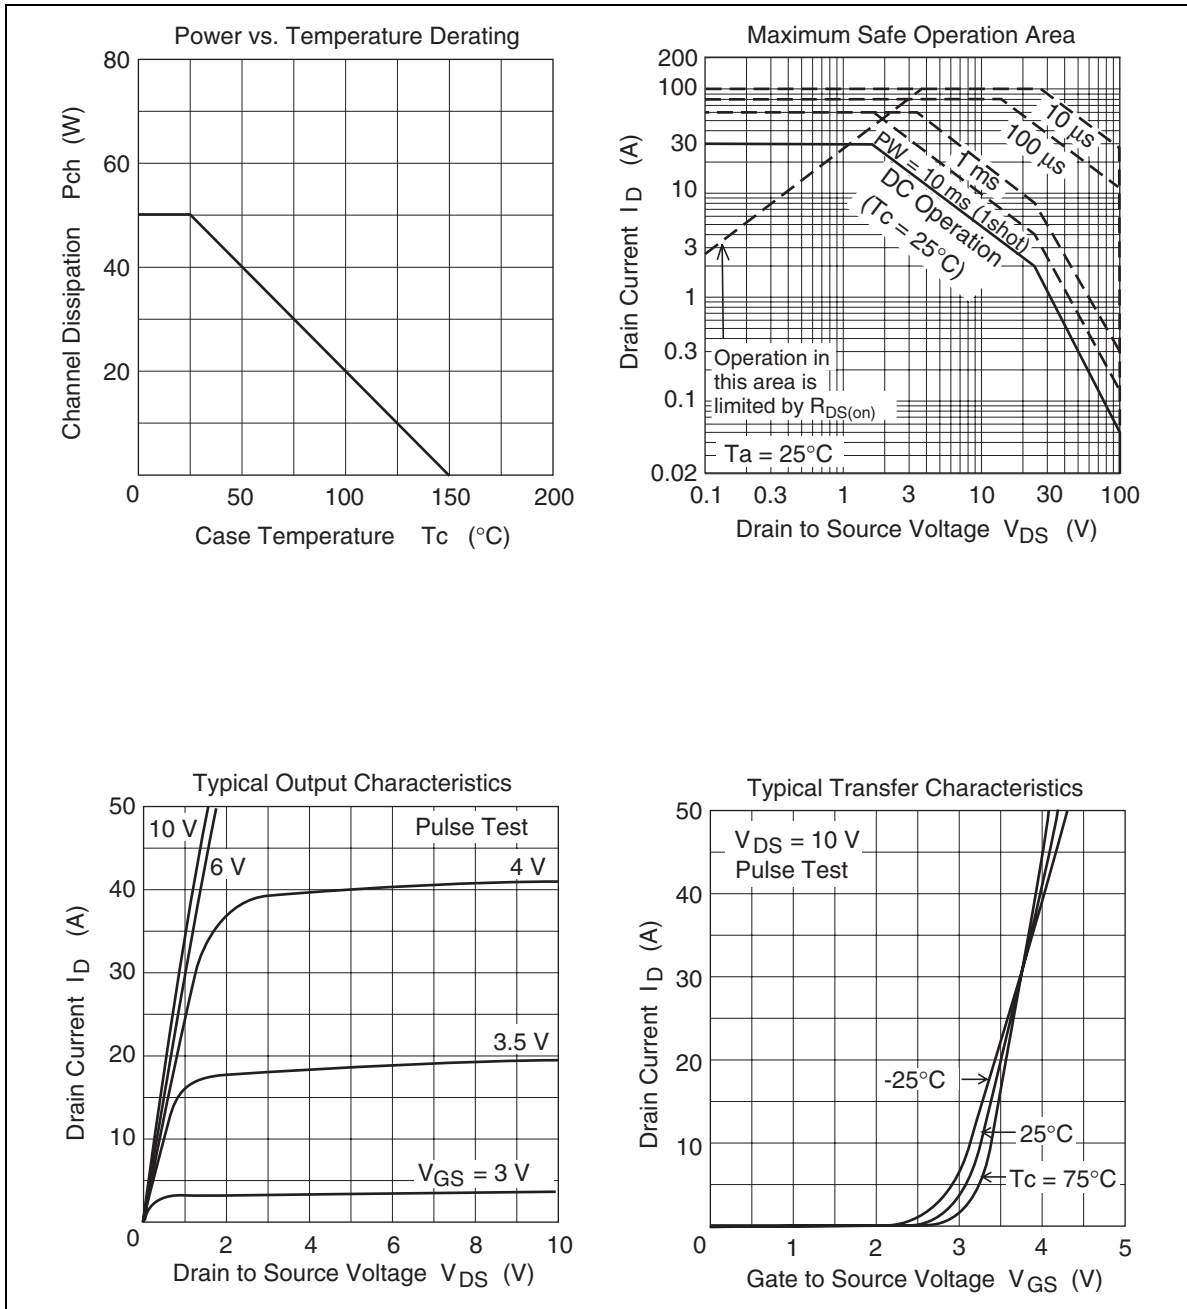 Power vs. Temperature Derating
80
60
40
20
0
50
100
150
200
Channel Dissipation Pch (W)
Case Temperature Tc (°C)
Maximum Safe Operation Area
200
100
30
10
3
1
0.3
0.1
0.02
0.1
0.3
1
3
10
30
100
Drain Current ID (A)
Drain to Source Voltage VDS (V)
10 µs
100 µs
1 ms
PW = 10 ms (1shot)
DC Operation
(Tc = 25°C)
Operation in
this area is
limited by RDS(on)
Ta = 25°C
Typical Output Characteristics
50
40
30
20
10
0
2
4
6
8
10
Drain Current ID (A)
Drain to Source Voltage VDS (V)
10 V
6 V
Pulse Test
4 V
3.5 V
VGS = 3 V
Typical Transfer Characteristics
50
40
30
20
10
0
1
2
3
4
5
Drain Current ID (A)
Gate to Source Voltage VGS (V)
VDS = 10 V
Pulse Test
-25°C
25°C
Tc = 75°C